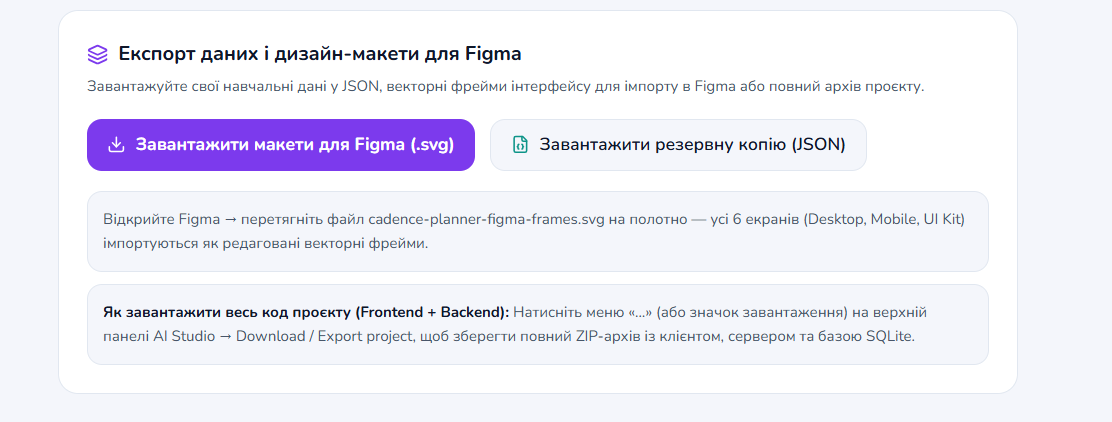 Експорт даних і дизайн-макети для Figma
Завантажуйте свої навчальні дані у JSON, векторні фрейми інтерфейсу для імпорту в Figma або повний архів проєкту.
Завантажити макети для Figma (.svg)
Завантажити резервну копію (JSON)
Відкрийте Figma → перетягніть файл cadence-planner-figma-frames.svg на полотно — усі 6 екранів (Desktop, Mobile, UI Kit)
імпортуються як редаговані векторні фрейми.
Як завантажити весь код проєкту (Frontend + Backend): Натисніть меню «...» (або значок завантаження) на верхній
панелі AI Studio → Download / Export project, щоб зберегти повний ZIP-архів із клієнтом, сервером та базою SQLite.